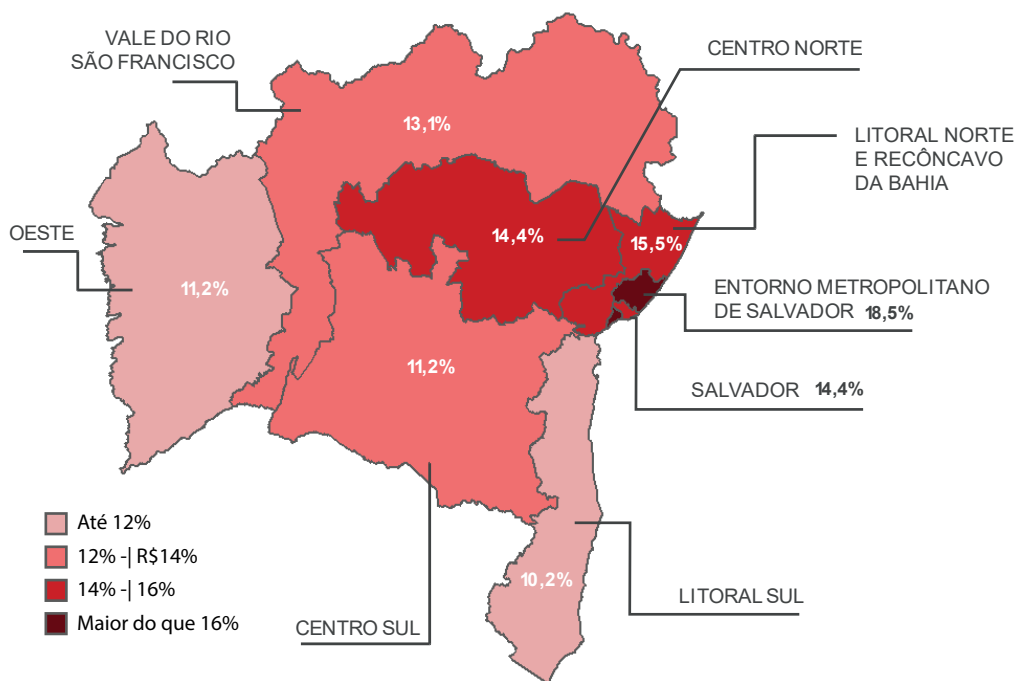 VALE DO RIO
SÃO FRANCISCO
CENTRO NORTE
13,1%
LITORAL NORTE
E RECÔNCAVO
DA BAHIA
OESTE
14,4%
15,5%
11,2%
ENTORNO METROPOLITANO
DE SALVADOR 18,5%
11,2%
SALVADOR 14,4%
Até 12%
12% -| R$14%
14% -| 16%
Maior do que 16%
10,2%
LITORAL SUL
CENTRO SUL